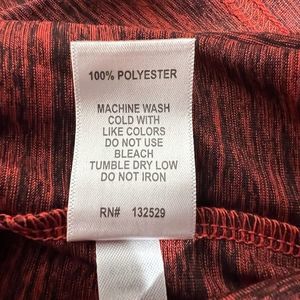 100% POLYESTER
MACHINE WASH
COLD WITH
LIKE COLORS
DO NOT USE
BLEACH
TUMBLE DRY LOW
DO NOT IRON
RN# 132529